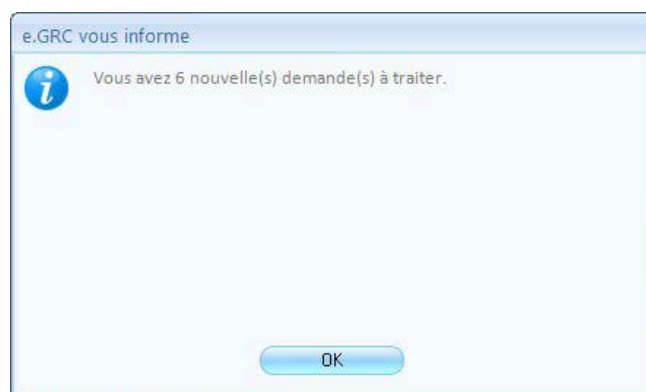 e.GRC vous informe
Vous avez 6 nouvelle(s) demande(s) à traiter.
OK